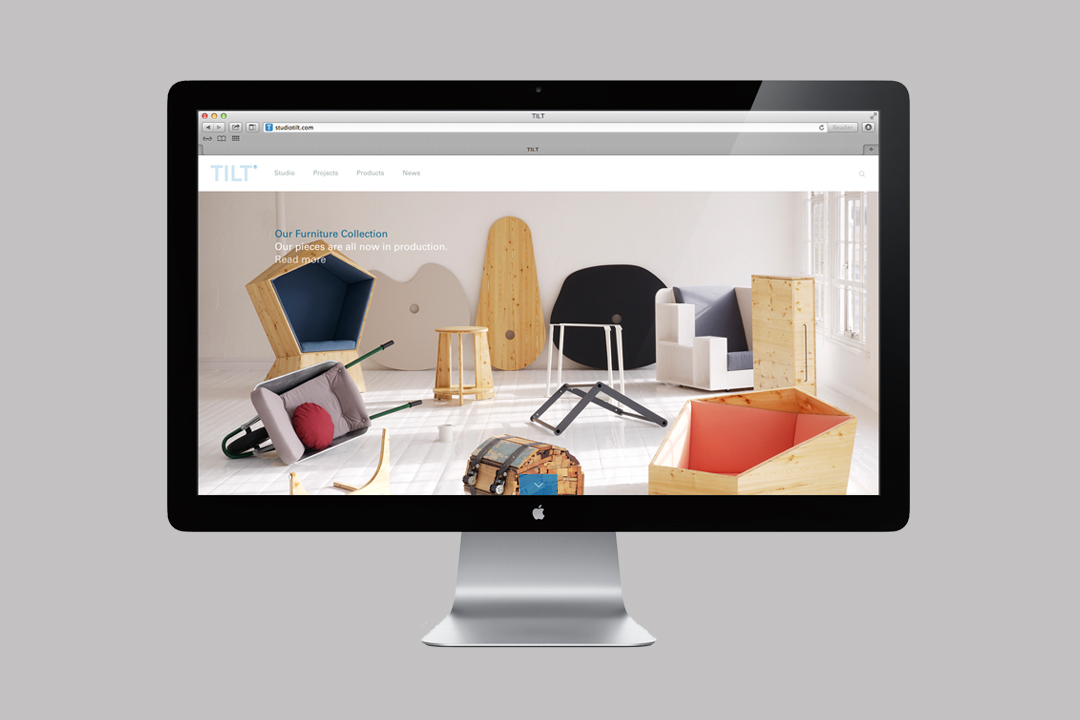 TILT
studiotilt.com
Reader
TILT
TILT®
Studio Projects Products News
Our Furniture Collection
Our pieces are all now in production.
Read more